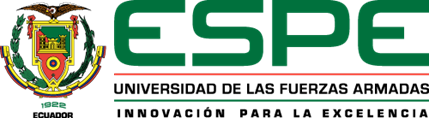 ESPE
UNIVERSIDAD DE LAS FUERZAS ARMADAS
INNOVACIÓN PARA LA EXCELENCIA
1922
ECUADOR